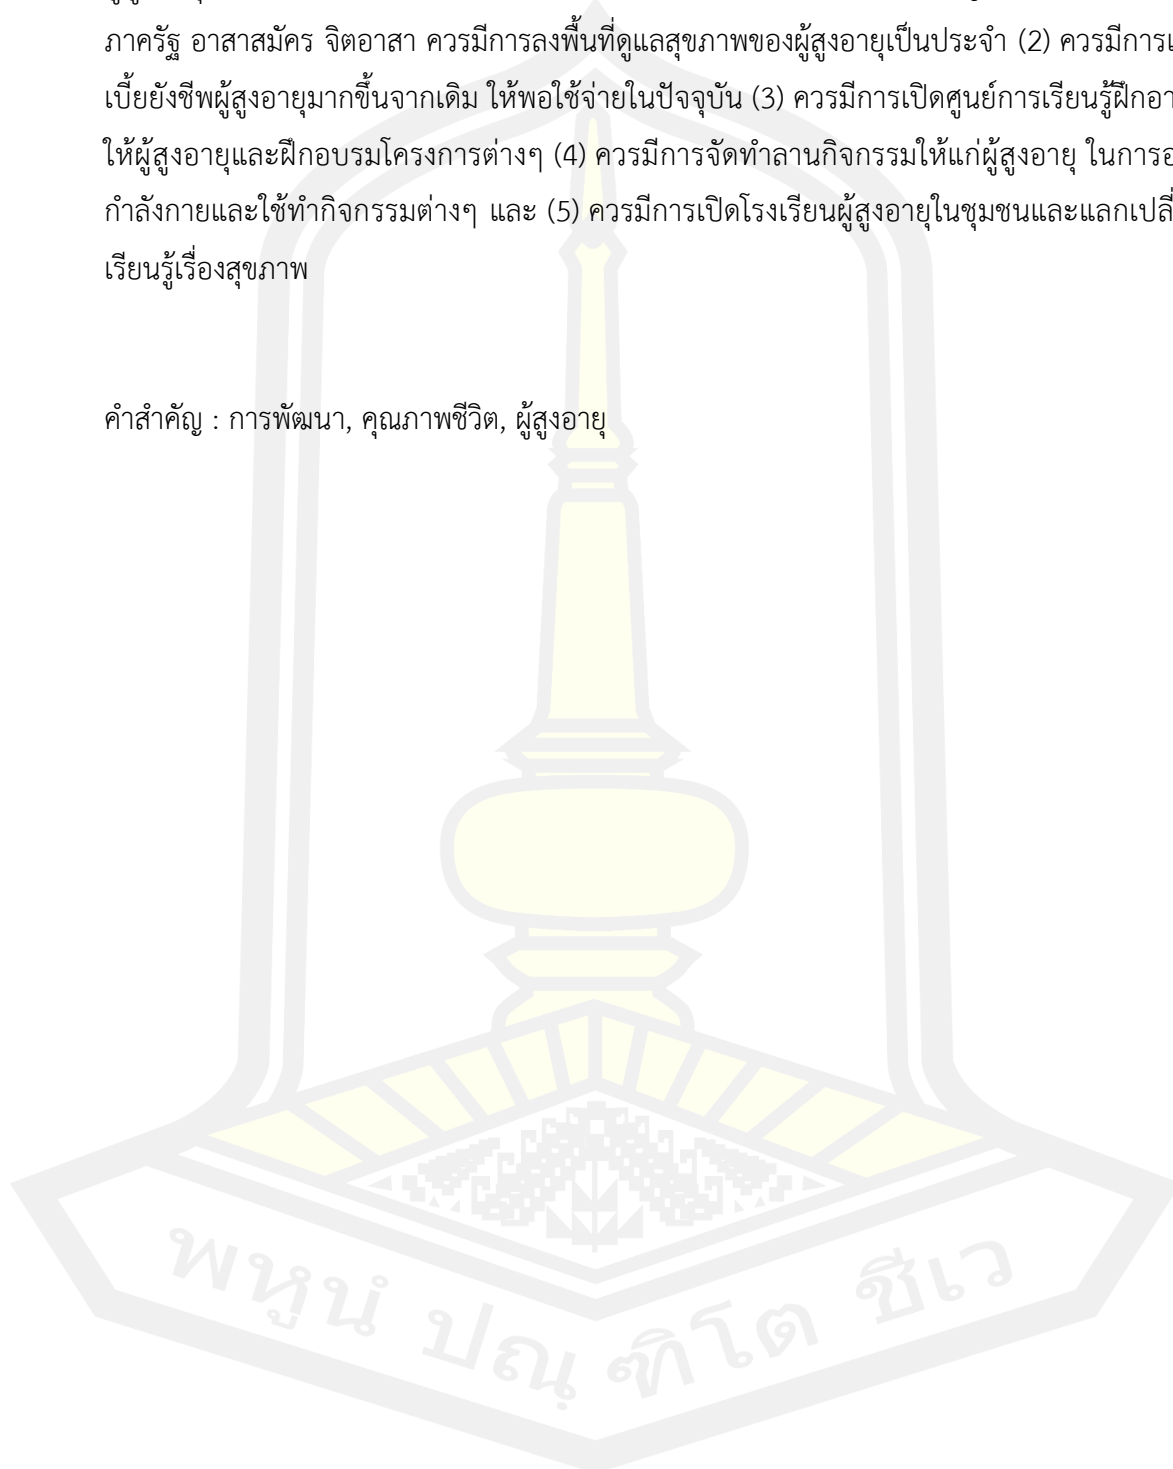 ภาครัฐ อาสาสมัคร จิตอาสา ควรมีการลงพื้นที่ดูแลสุขภาพของผู้สูงอายุเป็นประจำ (2) ควรมีการ
เบี้ยยังชีพผู้สูงอายุมากขึ้นจากเดิม ให้พอใช้จ่ายในปัจจุบัน (3) ควรมีการเปิดศูนย์การเรียนรู้ฝึก
ให้ผู้สูงอายุและฝึกอบรมโครงการต่างๆ (4) ควรมีการจัดทำลานกิจกรรมให้แก่ผู้สูงอายุ ในการ
กำลังกายและใช้ทำกิจกรรมต่างๆ และ (5) ควรมีการเปิดโรงเรียนผู้สูงอายุในชุมชนและ
เรียนรู้เรื่องสุขภาพ
คำสำคัญ : การพัฒนา, คุณภาพชีวิต, ผู้สูงอายุ
พหูนํ ปณฺฑิโต ชีเว